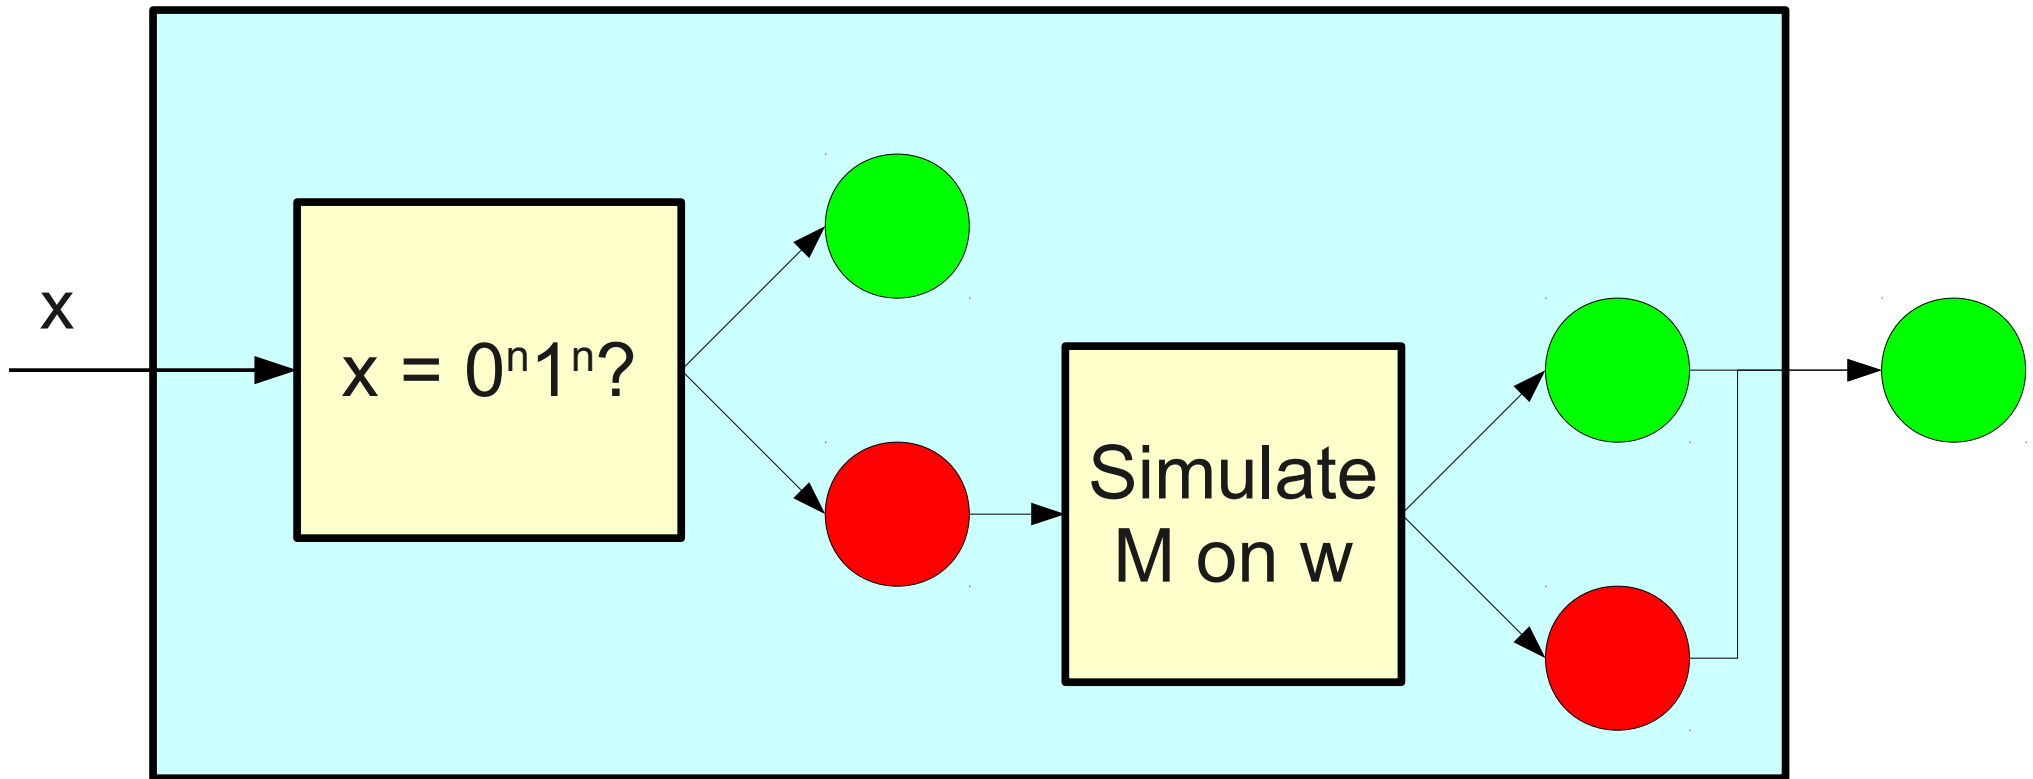 x
x = 0ⁿ1ⁿ?
Simulate
M on w